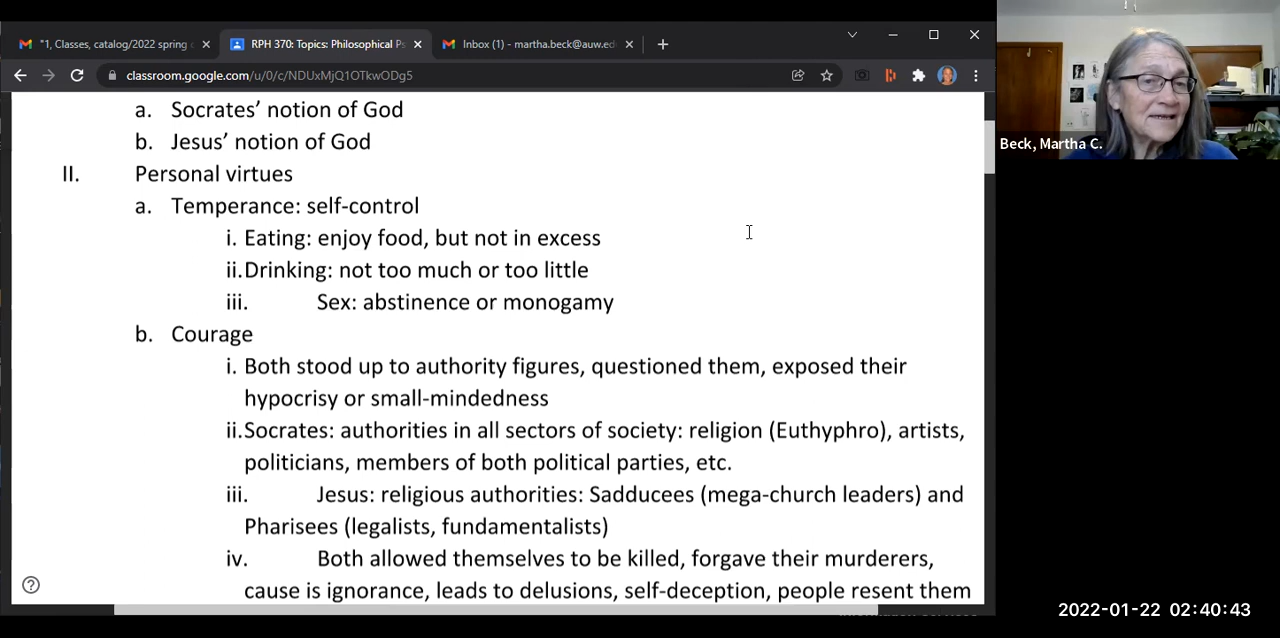 *1, Classes, catalog/2022 spring
RPH 370: Topics: Philosophical Ps
Inbox (1) - martha.beck@auw.ed
classroom.google.com/u/0/c/NDUxMjQ1OTkwODg5
a. Socrates' notion of God
b. Jesus' notion of God
II. Personal virtues
a. Temperance: self-control
i. Eating: enjoy food, but not in excess
ii.Drinking: not too much or too little
iii. Sex: abstinence or monogamy
b. Courage
i. Both stood up to authority figures, questioned them, exposed their
hypocrisy or small-mindedness
ii.Socrates: authorities in all sectors of society: religion (Euthyphro), artists,
politicians, members of both political parties, etc.
iii. Jesus: religious authorities: Sadducees (mega-church leaders) and
Pharisees (legalists, fundamentalists)
iv. Both allowed themselves to be killed, forgave their murderers,
cause is ignorance, leads to delusions, self-deception, people resent them
Beck, Martha C.
2022-01-22 02:40:43